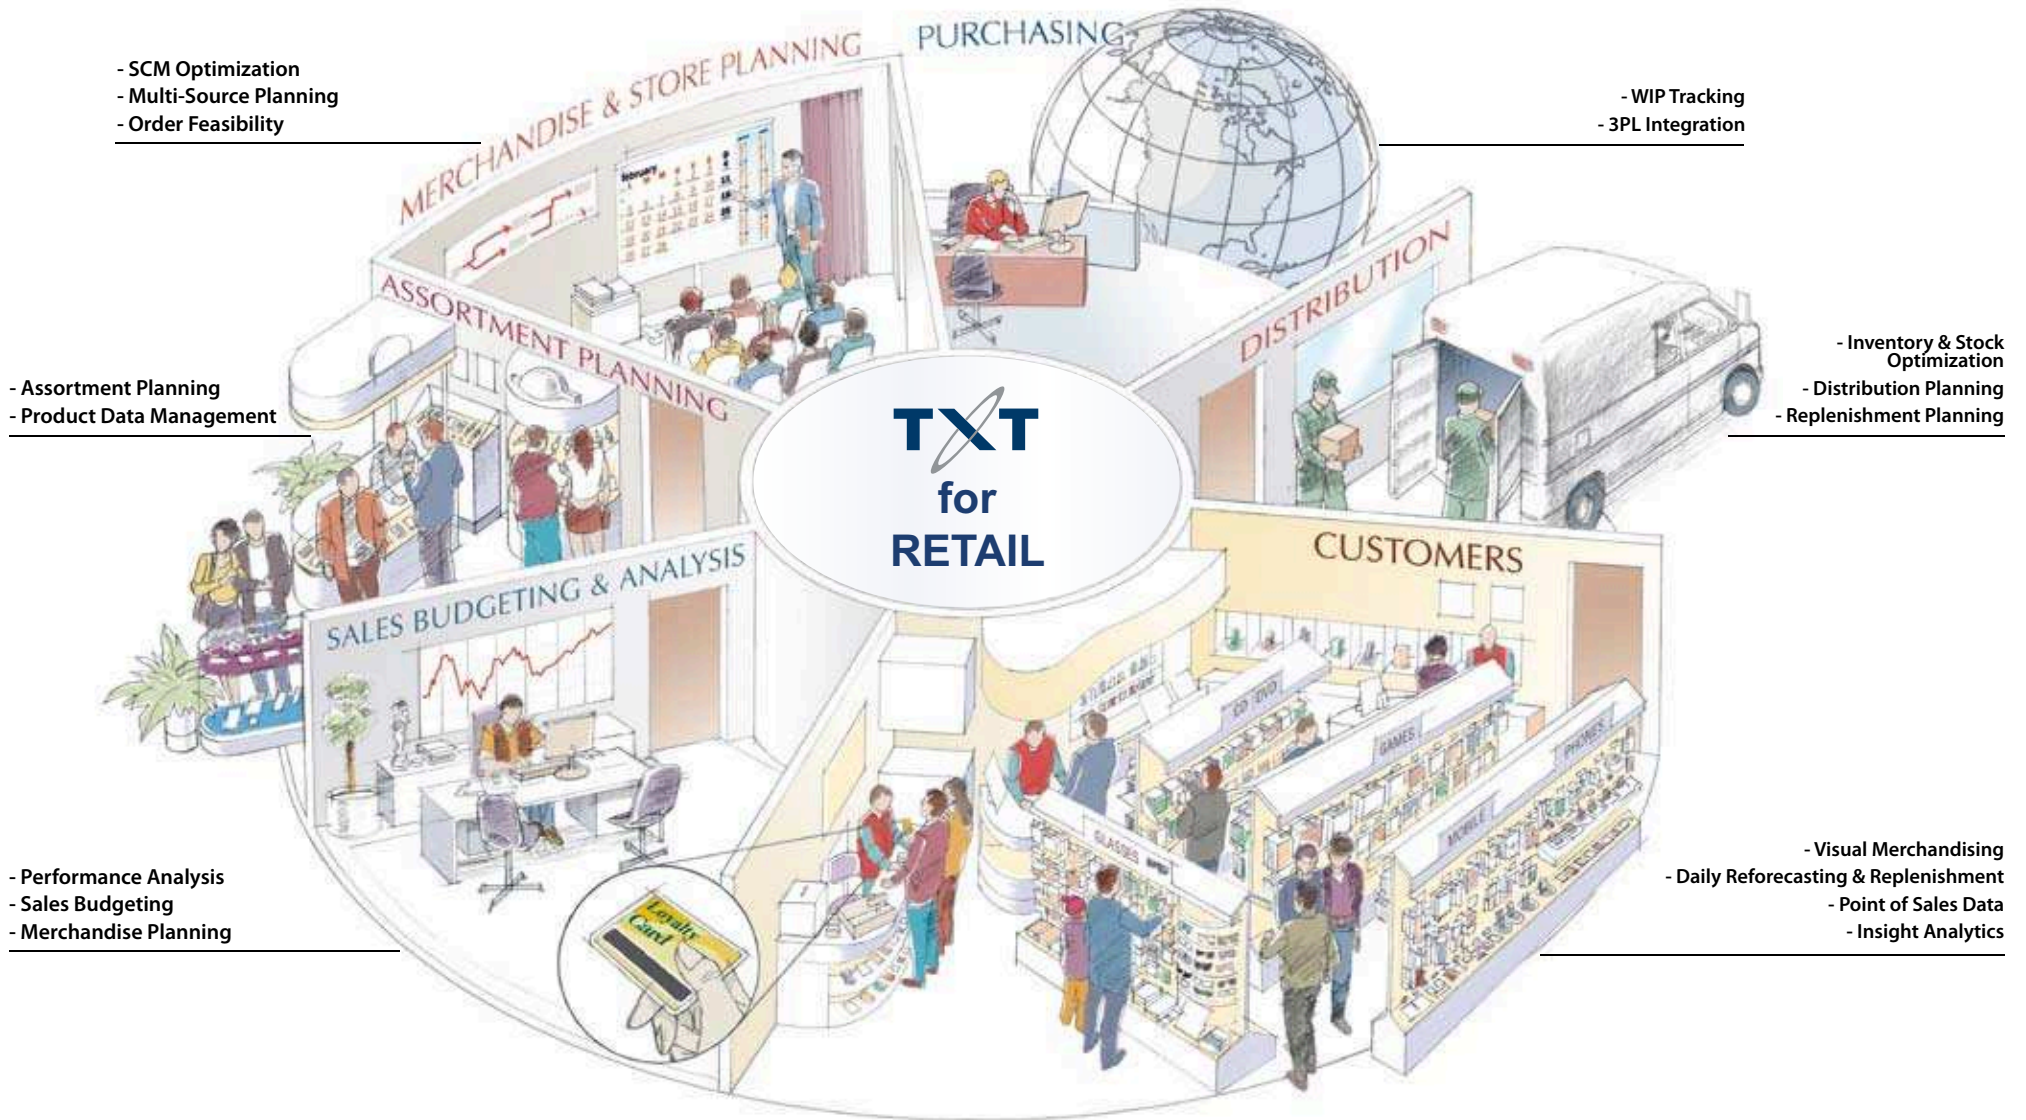 PURCHASING
MERCHANDISE & STORE PLANNING
- SCM Optimization
- Multi-Source Planning
- Order Feasibility
- WIP Tracking
- 3PL Integration
ASSORTMENT PLANNING
DISTRIBUTION
- Inventory & Stock
Optimization
- Distribution Planning
- Replenishment Planning
- Assortment Planning
- Product Data Management
TXT
for
RETAIL
CUSTOMERS
SALES BUDGETING & ANALYSIS
CD DVD
GAMES
PHONES
MOBILE
GLASSES
Loyalty
Card
- Performance Analysis
- Sales Budgeting
- Merchandise Planning
- Visual Merchandising
- Daily Reforecasting & Replenishment
- Point of Sales Data
- Insight Analytics